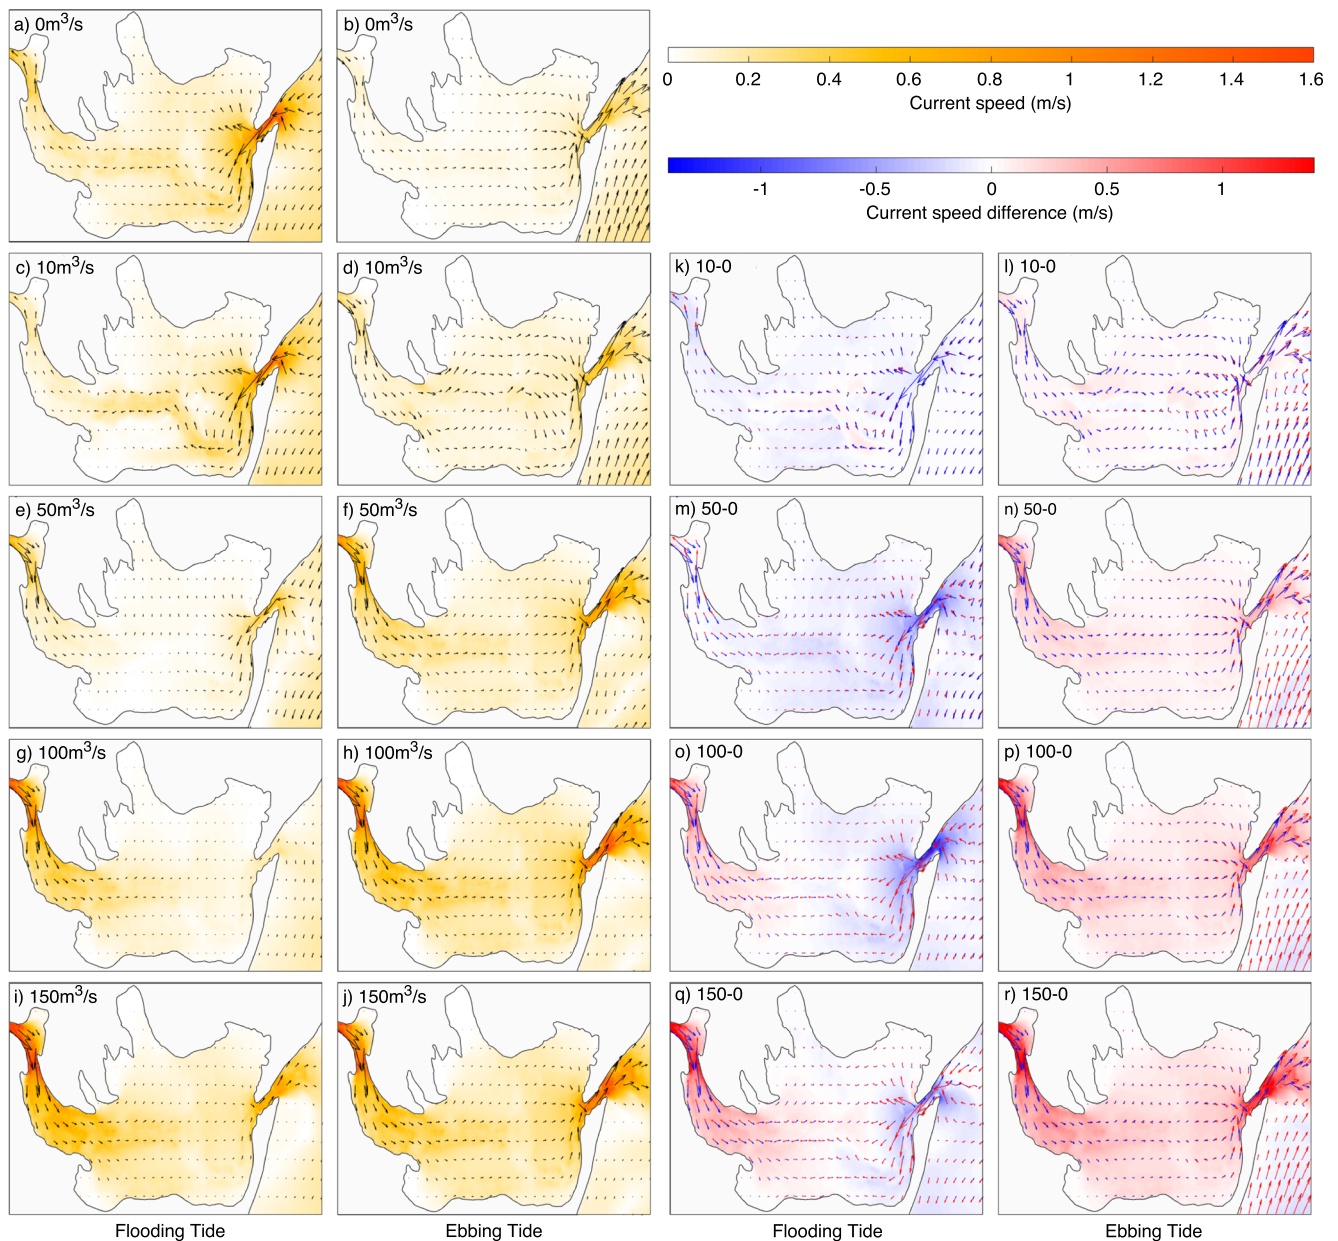 a) 0m³/s
b) 0m³/s
0 0.2 0.4 0.6 0.8 1 1.2 1.4 1.6
Current speed (m/s)
-1 -0.5 0 0.5 1
Current speed difference (m/s)
c) 10m³/s
d) 10m³/s
k) 10-0
l) 10-0
e) 50m³/s
f) 50m³/s
m) 50-0
n) 50-0
g) 100m³/s
h) 100m³/s
o) 100-0
p) 100-0
i) 150m³/s
j) 150m³/s
q) 150-0
r) 150-0
Flooding Tide
Ebbing Tide
Flooding Tide
Ebbing Tide